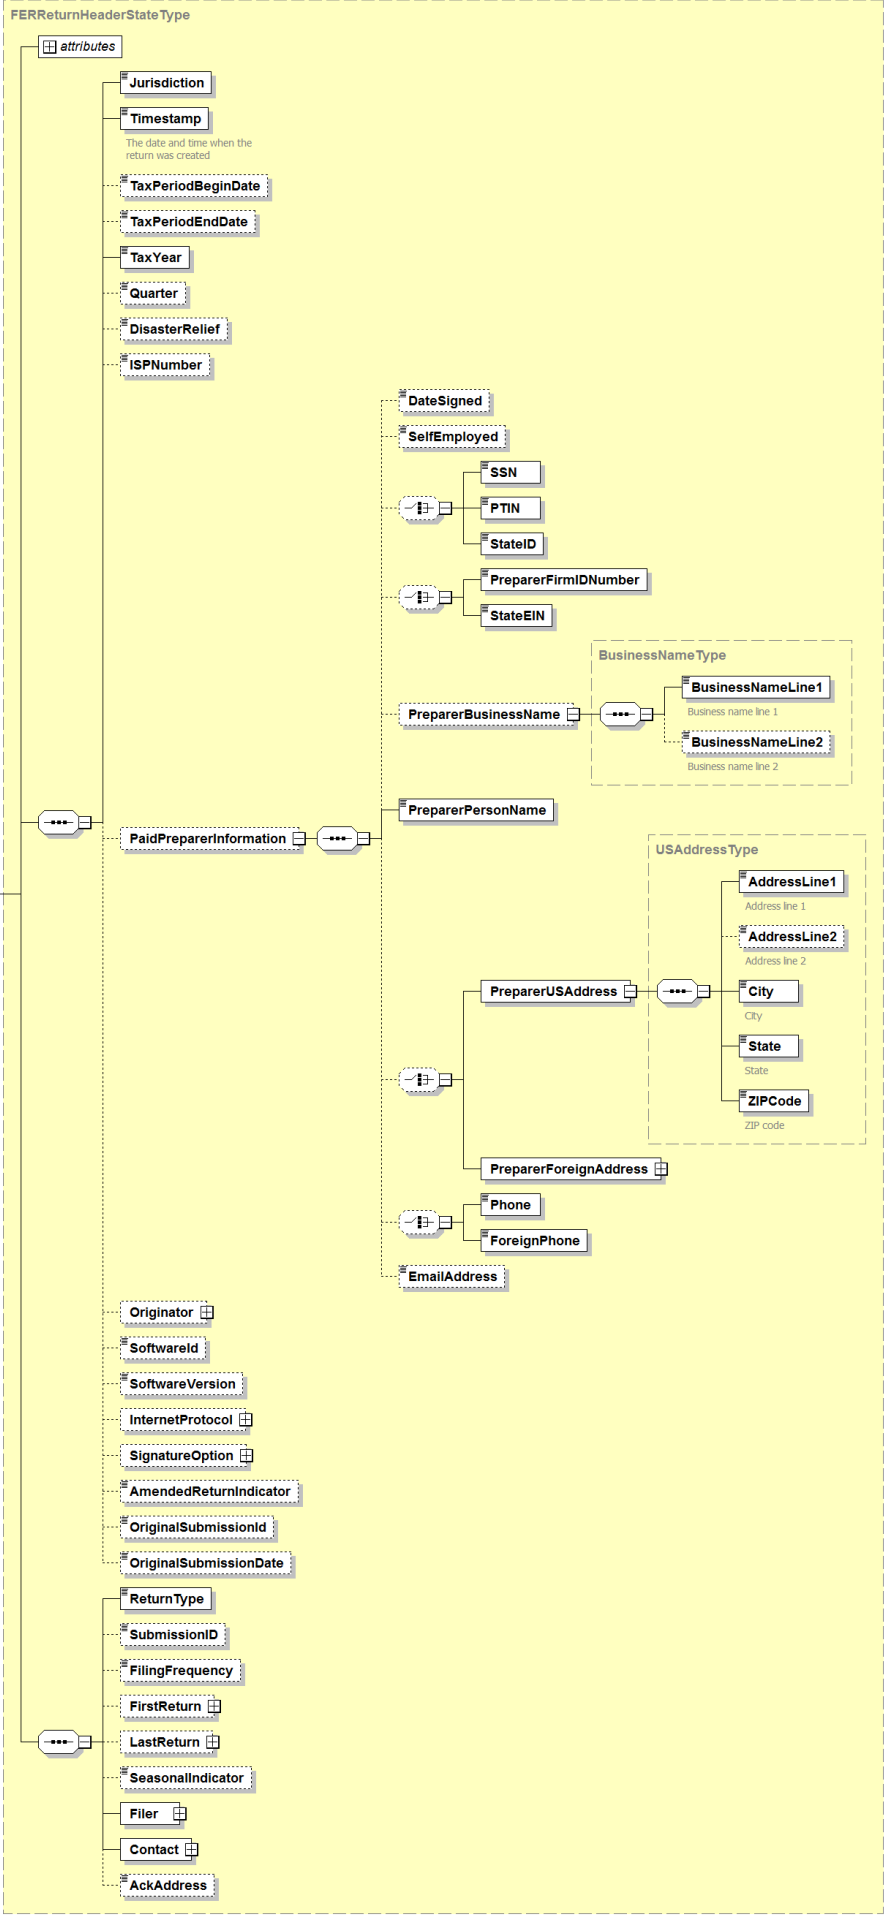 FERReturnHeaderStateType
attributes
Jurisdiction
Timestamp
The date and time when the
return was created
TaxPeriodBeginDate
TaxPeriodEndDate
TaxYear
Quarter
DisasterRelief
ISPNumber
DateSigned
SelfEmployed
SSN
PTIN
StateID
PreparerFirmIDNumber
StateEIN
BusinessNameType
BusinessNameLine1
Business name line 1
PreparerBusinessName
BusinessNameLine2
Business name line 2
PreparerPersonName
PaidPreparerInformation
USAddressType
AddressLine1
Address line 1
AddressLine2
Address line 2
PreparerUSAddress
City
City
State
State
ZIPCode
ZIP code
PreparerForeignAddress
Phone
ForeignPhone
EmailAddress
Originator
SoftwareId
SoftwareVersion
InternetProtocol
SignatureOption
AmendedReturnIndicator
OriginalSubmissionId
OriginalSubmissionDate
ReturnType
SubmissionID
FilingFrequency
FirstReturn
LastReturn
SeasonalIndicator
Filer
Contact
AckAddress